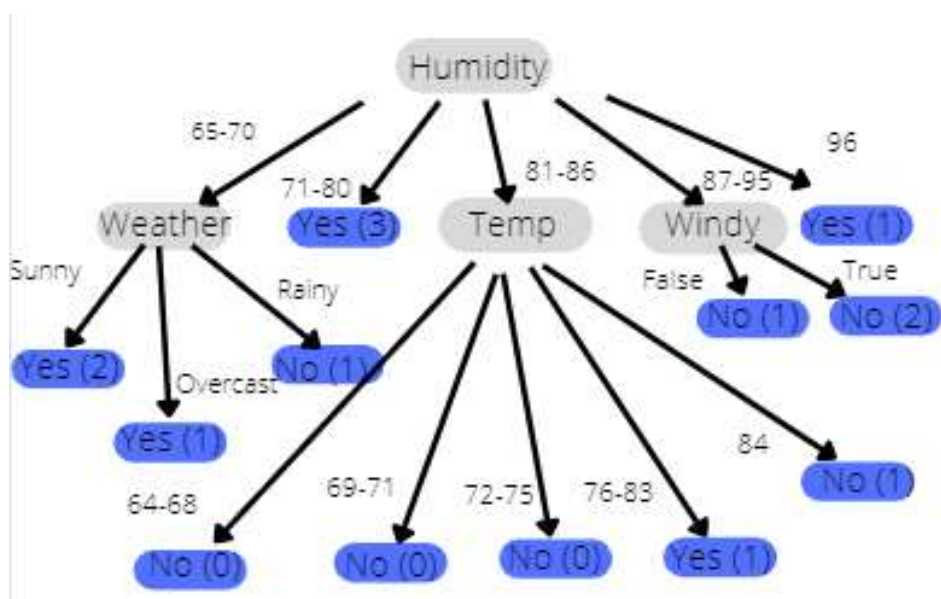 Humidity
65-70
71-80
81-86
87-95
96
Weather
Yes (3)
Temp
Windy
Yes (1)
Sunny
Rainy
False
True
Yes (2)
Overcast
No (1)
No (1)
No (2)
Yes (1)
64-68
69-71
72-75
76-83
84
No (0)
No (0)
No (0)
Yes (1)
No (1)